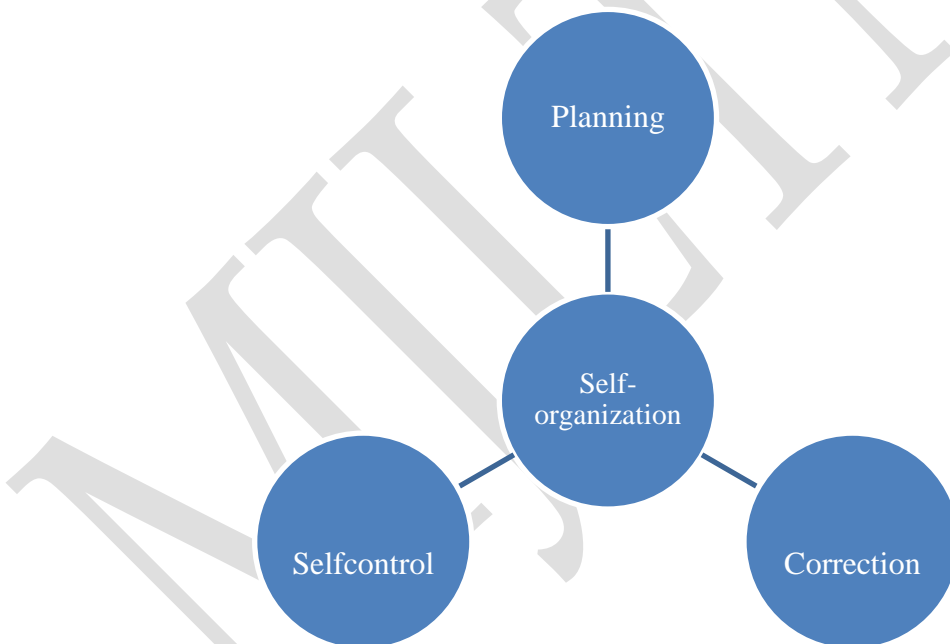 Planning
Self-
organization
Selfcontrol
Correction